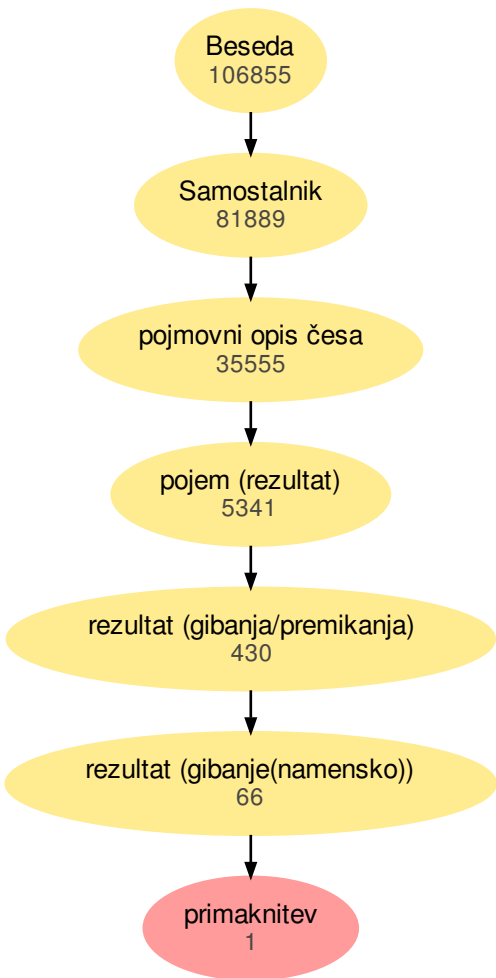 Beseda
106855
Samostalnik
81889
pojmovni opis česa
35555
pojem (rezultat)
5341
rezultat (gibanja/premikanja)
430
rezultat (gibanje(namensko))
66
primaknitev
1